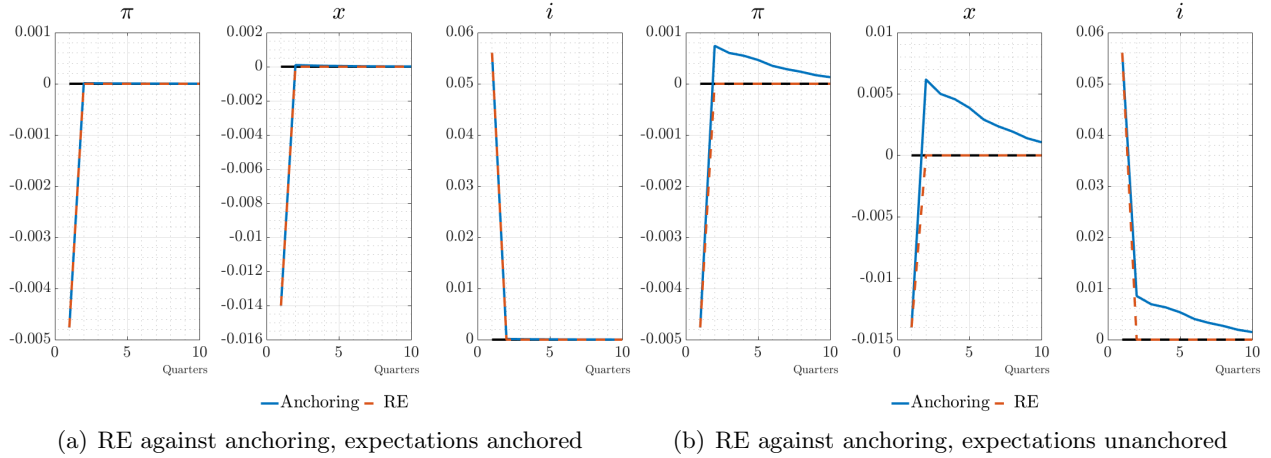 π
x
i
π
x
i
0.001
0
-0.001
-0.002
-0.003
-0.004
-0.005
0 5 10
Quarters
0.002
0
-0.002
-0.004
-0.006
-0.008
-0.01
-0.012
-0.014
-0.016
0 5 10
Quarters
0.06
0.05
0.04
0.03
0.02
0.01
0
0 5 10
Quarters
0.001
0
-0.001
-0.002
-0.003
-0.004
-0.005
0 5 10
Quarters
0.01
0.005
0
-0.005
-0.01
-0.015
0 5 10
Quarters
0.06
0.05
0.04
0.03
0.02
0.01
0
0 5 10
Quarters
Anchoring RE
Anchoring RE
(a) RE against anchoring, expectations anchored
(b) RE against anchoring, expectations unanchored